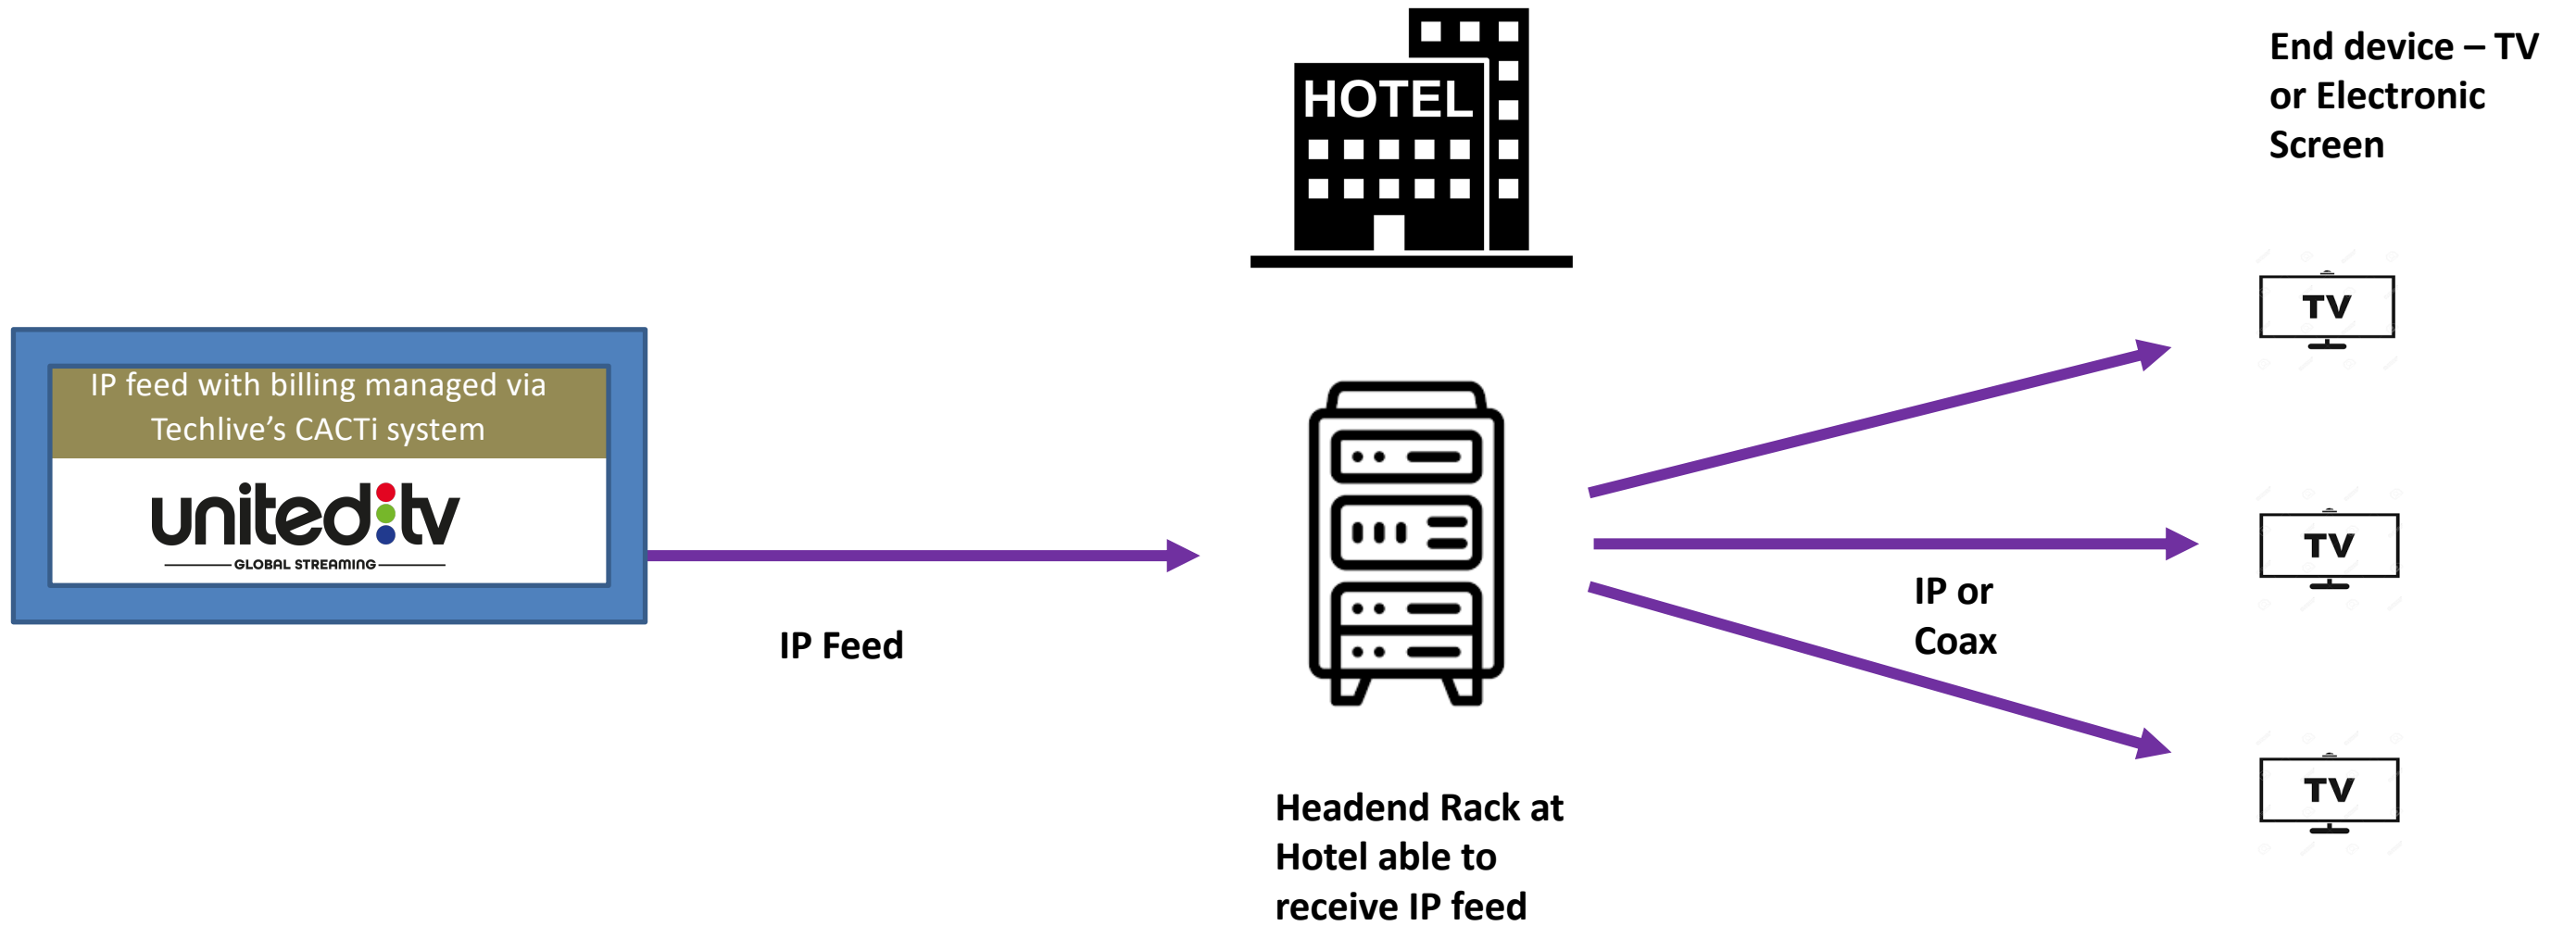 IP feed with billing managed via
Techlive's CACTi system
united:tv
GLOBAL STREAMING
IP Feed
HOTEL
Headend Rack at
Hotel able to
receive IP feed
IP or
Coax
End device – TV
or Electronic
Screen
TV
TV
TV